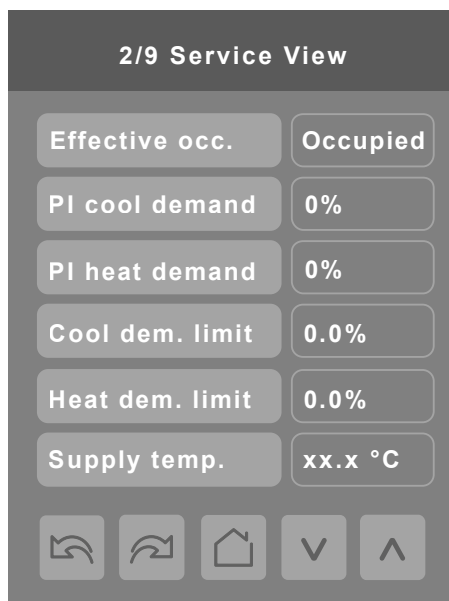 2/9 Service View
Effective occ. Occupied
PI cool demand 0%
PI heat demand 0%
Cool dem. limit 0.0%
Heat dem. limit 0.0%
Supply temp. xx.x °C